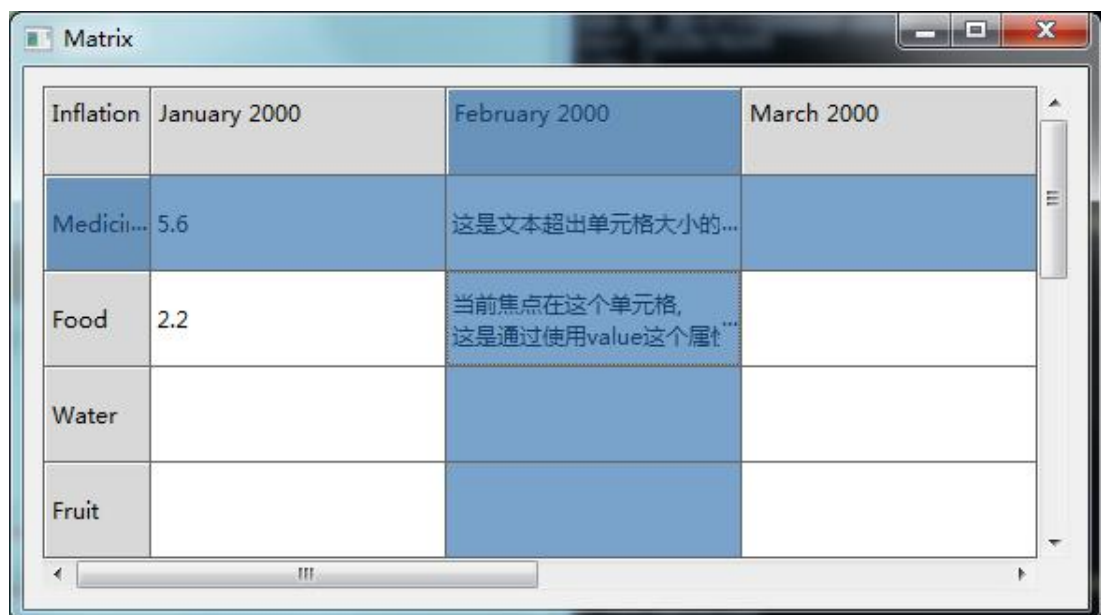 Matrix
Inflation January 2000 February 2000 March 2000
Medici... 5.6 这是文本超出单元格大小的...
Food 2.2 当前焦点在这个单元格,
这是通过使用value这个属...
Water
Fruit